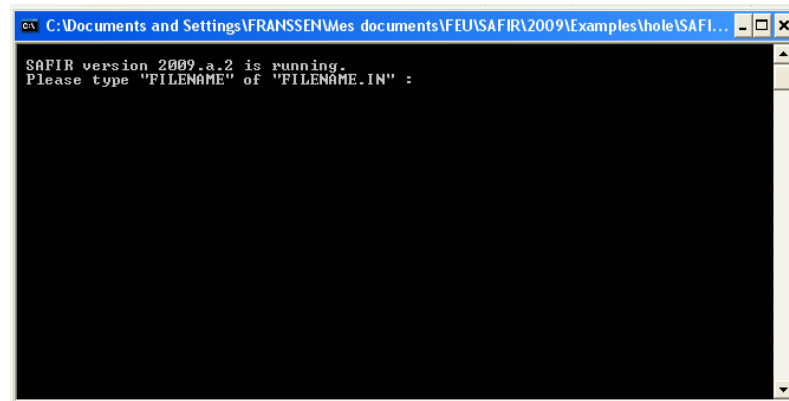 C:\Documents and Settings\FRANSSEN\Mes documents\FEU\SAFIR\2009\Examples\hole\SAFI...
SAFIR version 2009.a.2 is running.
Please type "FILENAME" of "FILENAME.IN" :